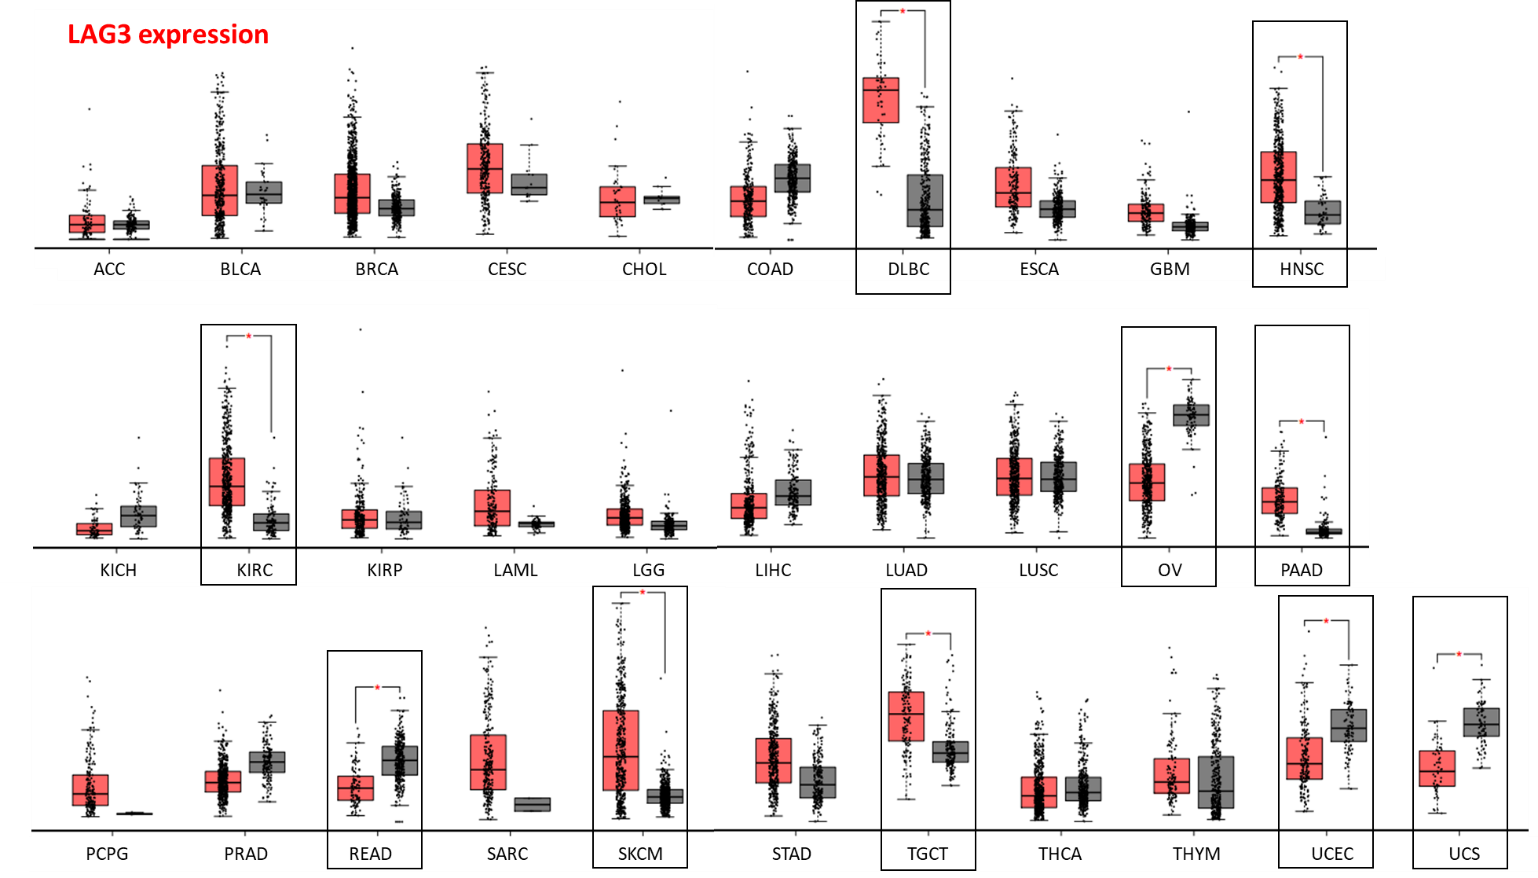 LAG3 expression
* *
ACC BLCA BRCA CESC CHOL COAD DLBC ESCA GBM HNSC
* * *
KICH KIRC KIRP LAML LGG LIHC LUAD LUSC OV PAAD
* * * * *
PCPG PRAD READ SARC SKCM STAD TGCT THCA THYM UCEC UCS